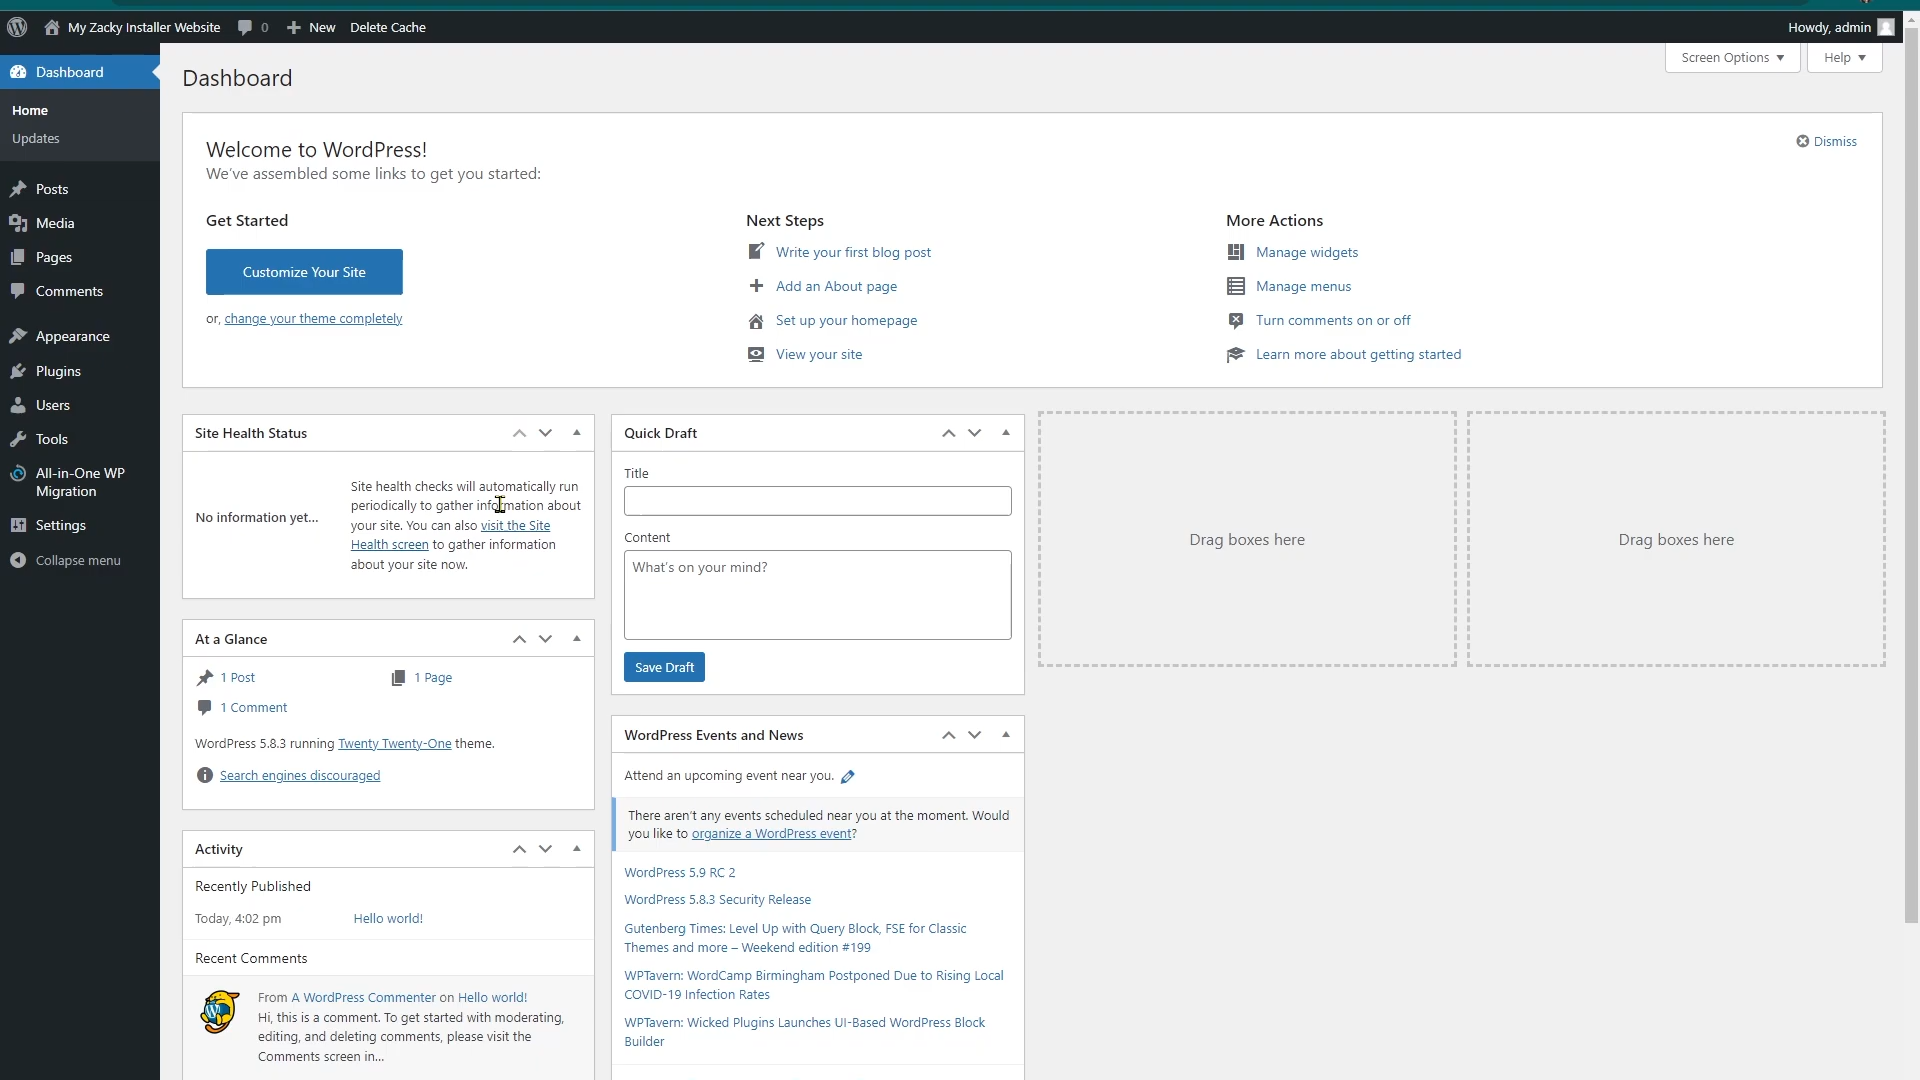 My Zacky Installer Website
0
New
Delete Cache
Howdy, admin
Dashboard
Home
Updates
Posts
Media
Pages
Comments
Appearance
Plugins
Users
Tools
All-in-One WP
Migration
Settings
Collapse menu
Dashboard
Screen Options
Help
Welcome to WordPress!
We've assembled some links to get you started:
Dismiss
Get Started
Customize Your Site
or, change your theme completely
Next Steps
Write your first blog post
Add an About page
Set up your homepage
View your site
More Actions
Manage widgets
Manage menus
Turn comments on or off
Learn more about getting started
Site Health Status
No information yet...
Site health checks will automatically run
periodically to gather information about
your site. You can also visit the Site
Health screen to gather information
about your site now.
At a Glance
1 Post
1 Page
1 Comment
WordPress 5.8.3 running Twenty Twenty-One theme.
Search engines discouraged
Activity
Recently Published
Today, 4:02 pm
Hello world!
Recent Comments
From A WordPress Commenter on Hello world!
Hi, this is a comment. To get started with moderating,
editing, and deleting comments, please visit the
Comments screen in...
Quick Draft
Title
Content
What's on your mind?
Save Draft
WordPress Events and News
Attend an upcoming event near you.
There aren't any events scheduled near you at the moment. Would
you like to organize a WordPress event?
WordPress 5.9 RC 2
WordPress 5.8.3 Security Release
Gutenberg Times: Level Up with Query Block, FSE for Classic
Themes and more – Weekend edition #199
WPTavern: WordCamp Birmingham Postponed Due to Rising Local
COVID-19 Infection Rates
WPTavern: Wicked Plugins Launches UI-Based WordPress Block
Builder
Drag boxes here
Drag boxes here